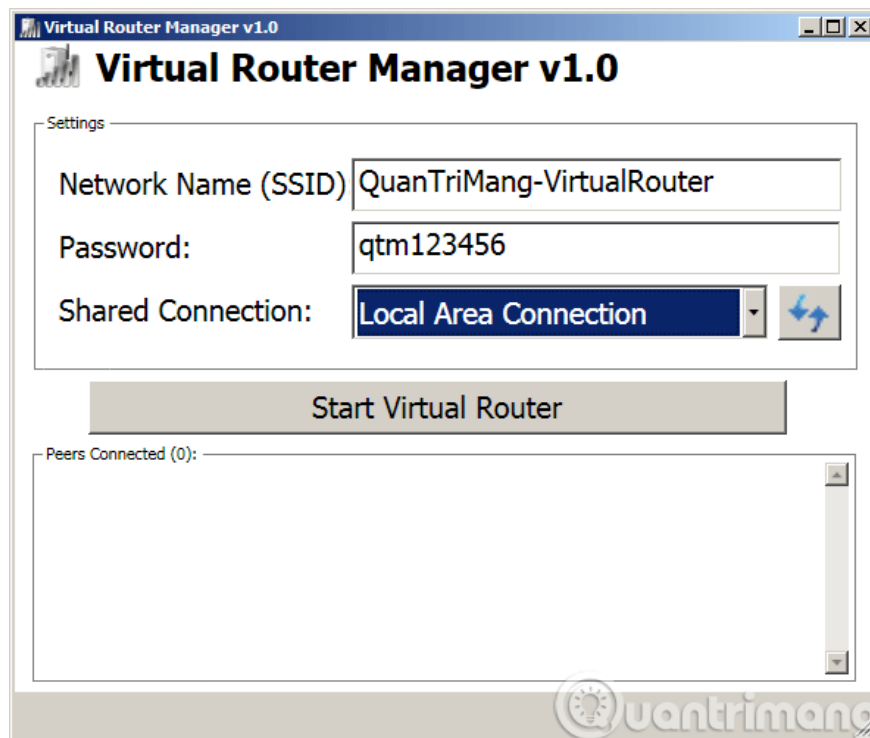 Virtual Router Manager v1.0
Virtual Router Manager v1.0
Settings
Network Name (SSID) QuanTriMang-VirtualRouter
Password: qtm123456
Shared Connection: Local Area Connection
Start Virtual Router
Peers Connected (0):
Quantrimang